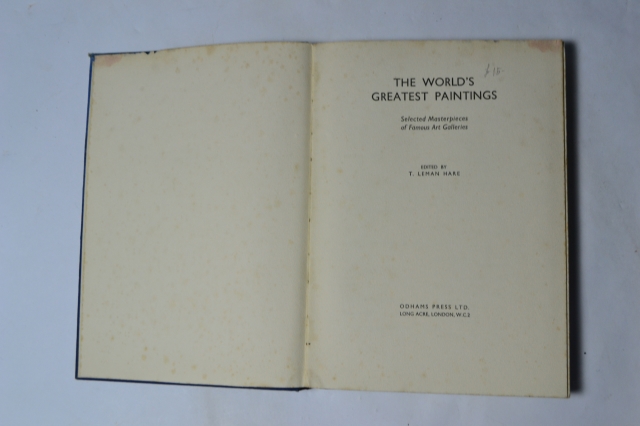 THE WORLD'S
GREATEST PAINTINGS
Selected Masterpieces
of Famous Art Galleries
EDITED BY
T. LEMAN HARE
ODHAMS PRESS LTD.
LONG ACRE, LONDON, W.C.2